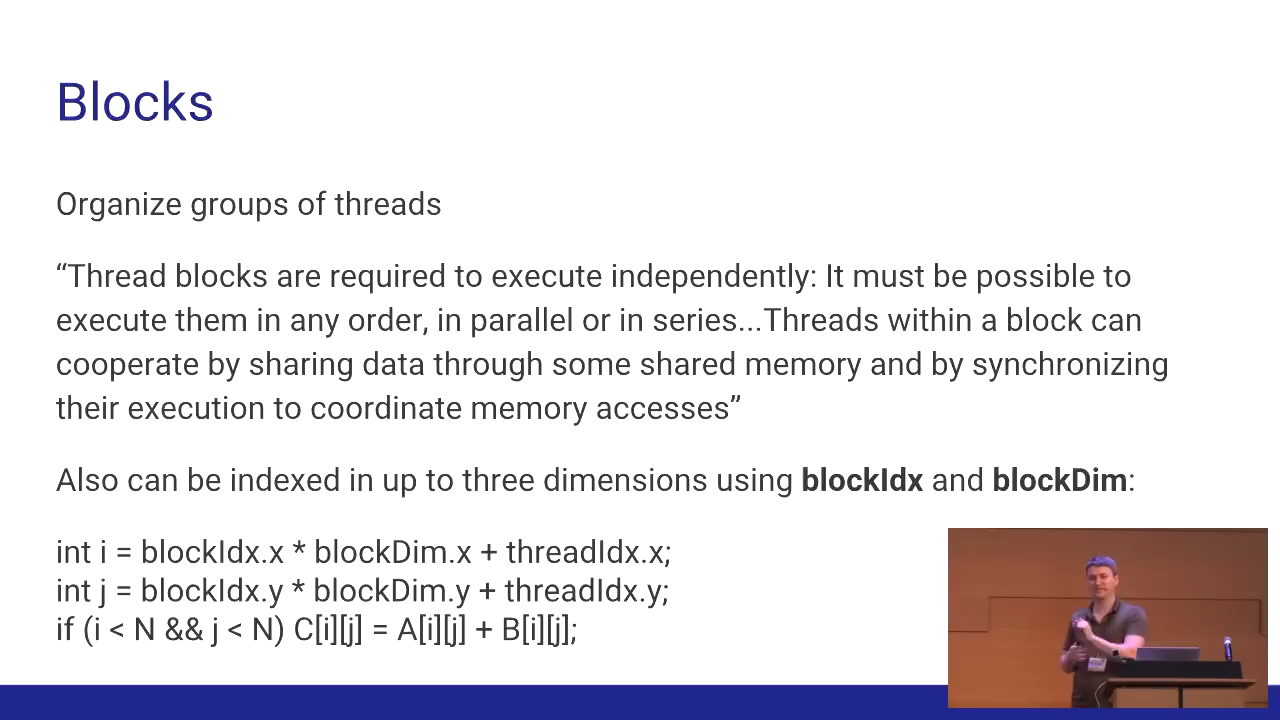 Blocks
Organize groups of threads
“Thread blocks are required to execute independently: It must be possible to
execute them in any order, in parallel or in series...Threads within a block can
cooperate by sharing data through some shared memory and by synchronizing
their execution to coordinate memory accesses”
Also can be indexed in up to three dimensions using blockIdx and blockDim:
int i = blockIdx.x * blockDim.x + threadIdx.x;
int j = blockIdx.y * blockDim.y + threadIdx.y;
if (i < N && j < N) C[i][j] = A[i][j] + B[i][j];